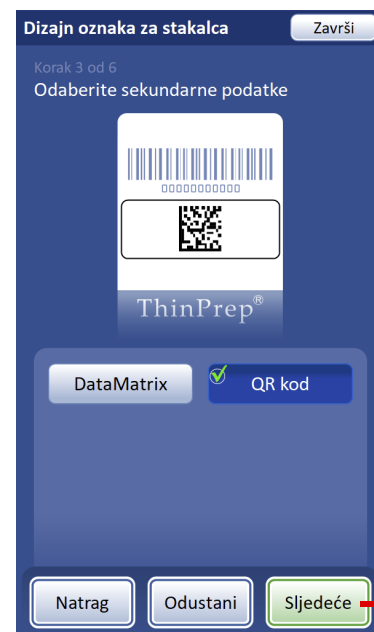 Dizajn oznaka za stakalca
Završi
Korak 3 od 6
Odaberite sekundarne podatke
00000000000
ThinPrep®
DataMatrix
QR kod
Natrag
Odustani
Sljedeće